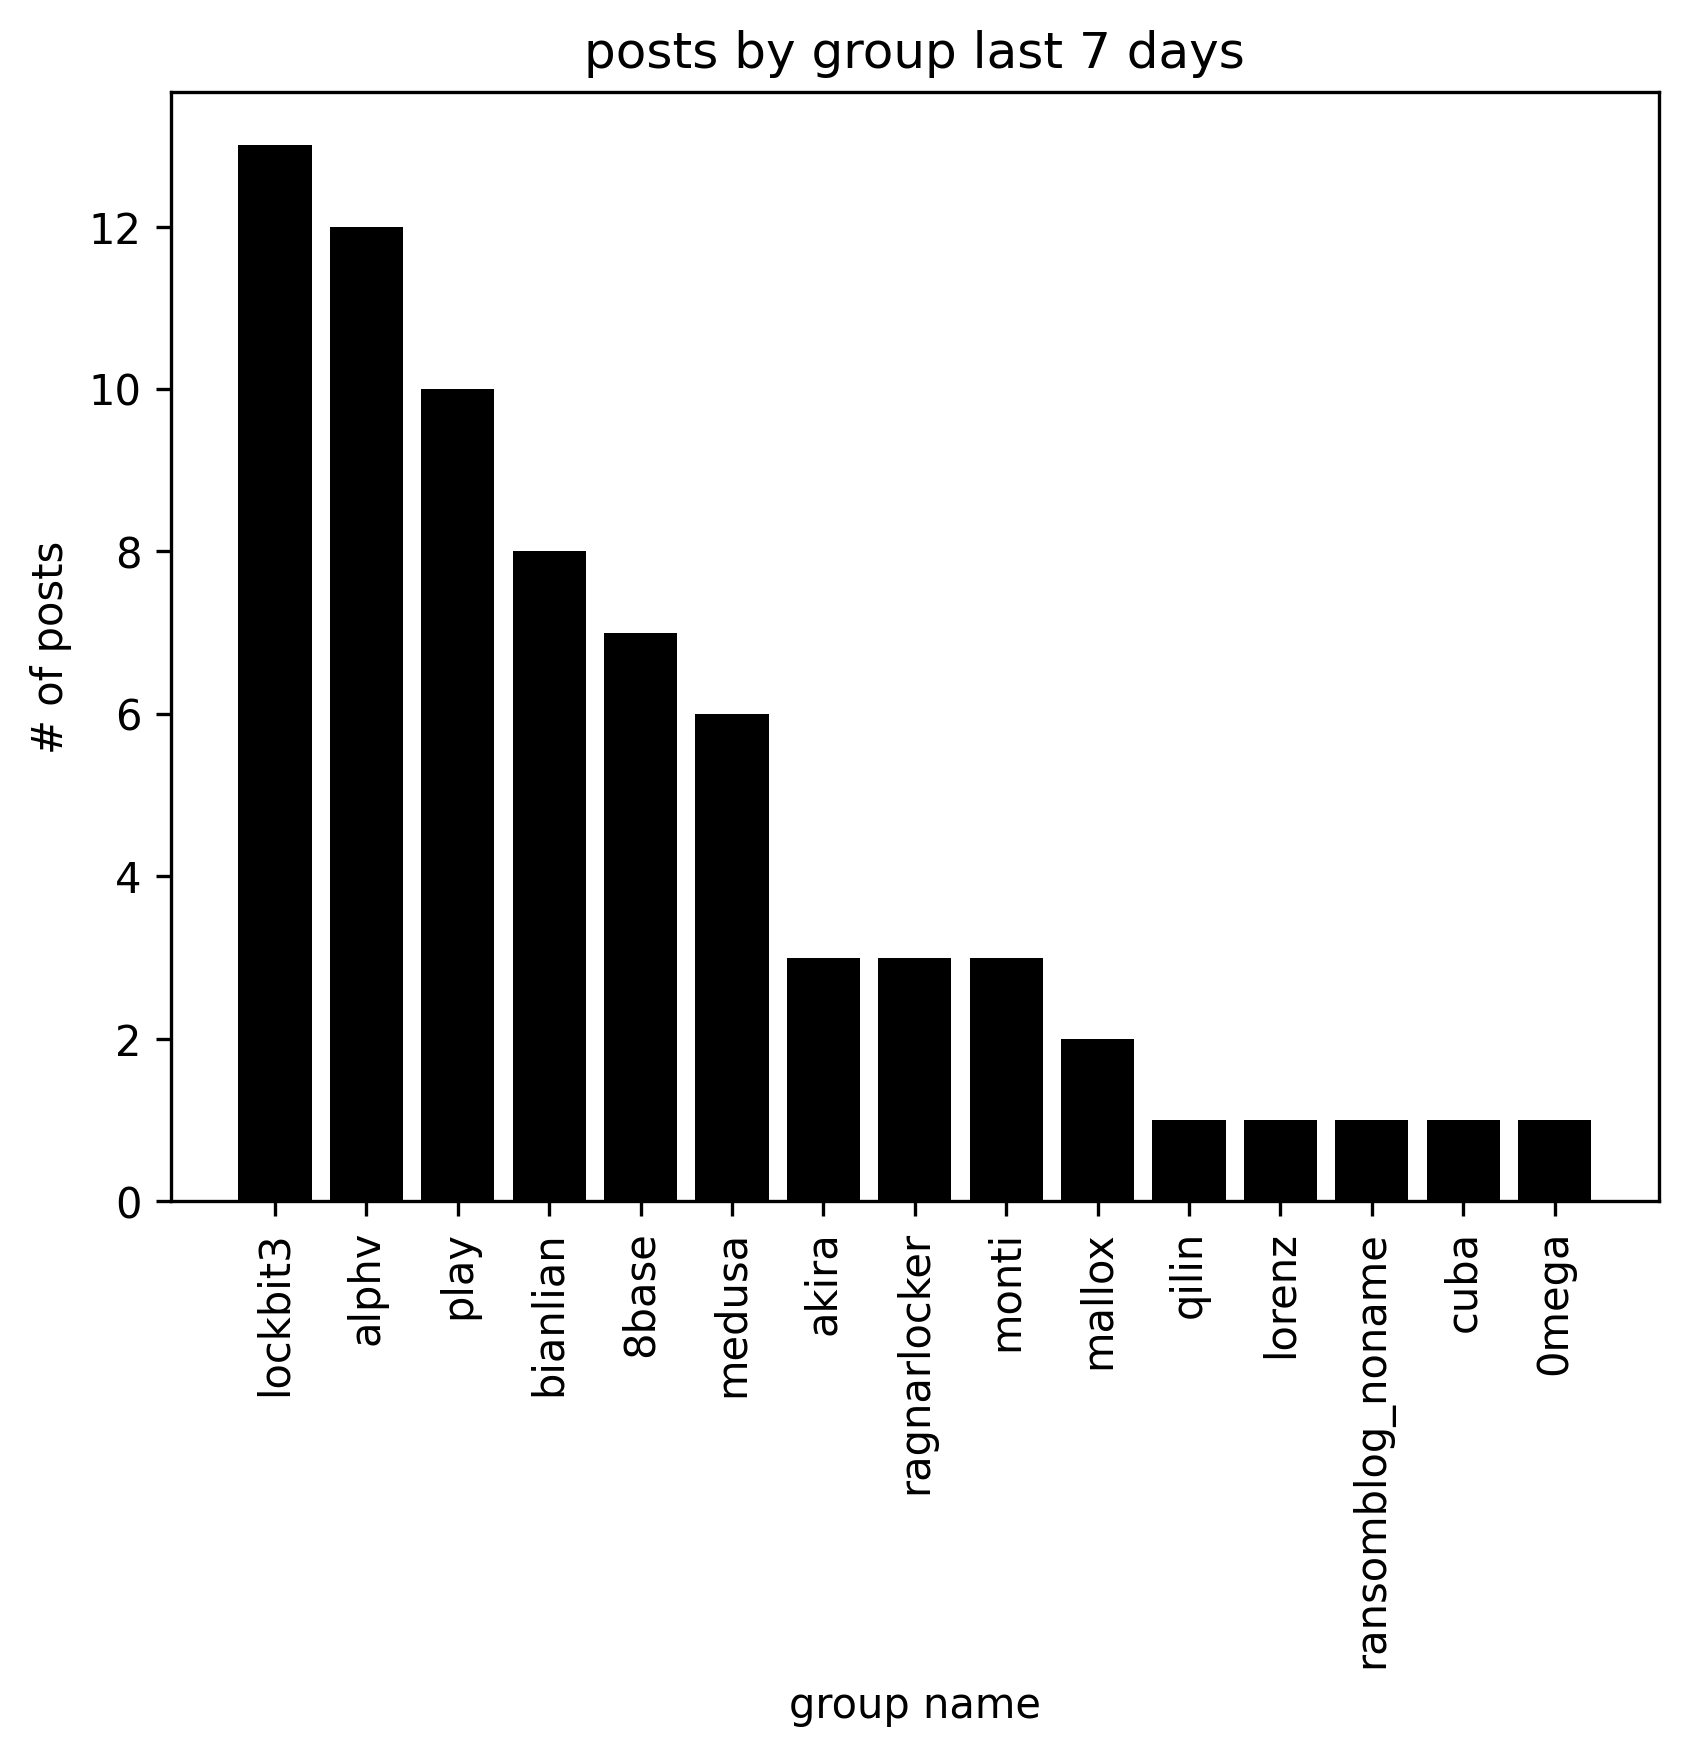 posts by group last 7 days
# of posts
12
10
8
6
4
2
0
lockbit3
alphv
play
bianlian
8base
medusa
akira
ragnarlocker
monti
mallox
qilin
lorenz
ransomblog_noname
cuba
0mega
group name